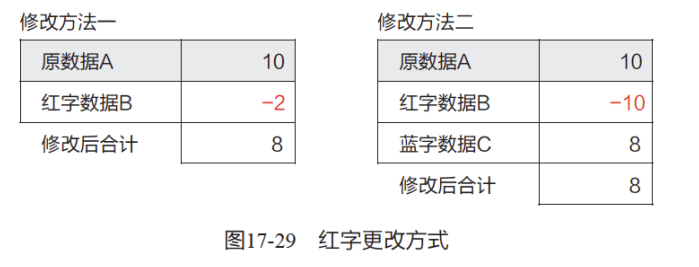 修改方法一
原数据A 10
红字数据B −2
修改后合计 8
修改方法二
原数据A 10
红字数据B −10
蓝字数据C 8
修改后合计 8
图17-29 红字更改方式